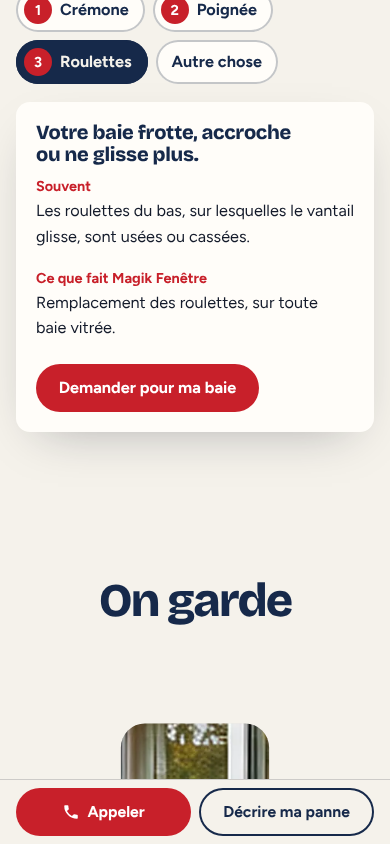 1 Crémone
2 Poignée
3 Roulettes
Autre chose
Votre baie frotte, accroche
ou ne glisse plus.
Souvent
Les roulettes du bas, sur lesquelles le vantail
glisse, sont usées ou cassées.
Ce que fait Magik Fenêtre
Remplacement des roulettes, sur toute
baie vitrée.
Demander pour ma baie
On garde
Appeler
Décrire ma panne